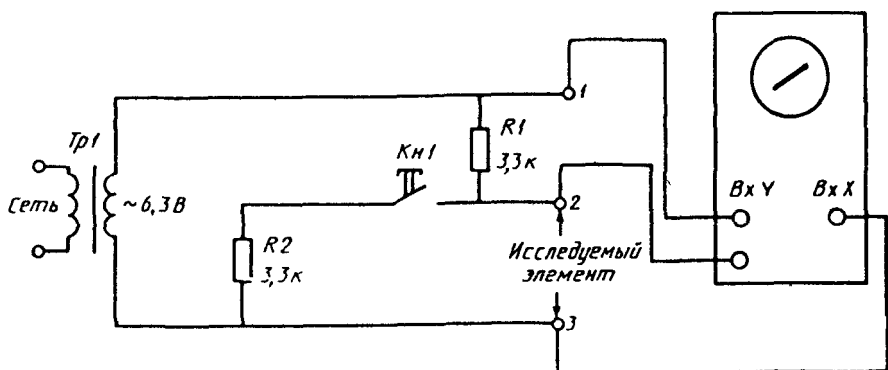 Тр1
Сеть
~6,3В
R2
3,3к
Кн1
R1
3,3к
1
2
Исследуемый
элемент
3
Вх Y
Вх X